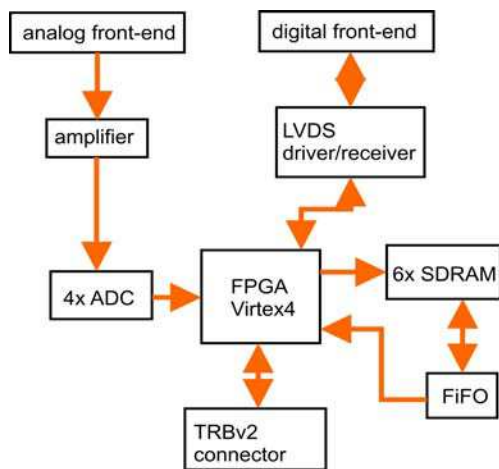 analog front-end
digital front-end
amplifier
LVDS
driver/receiver
4x ADC
FPGA
Virtex4
6x SDRAM
FiFO
TRBv2
connector